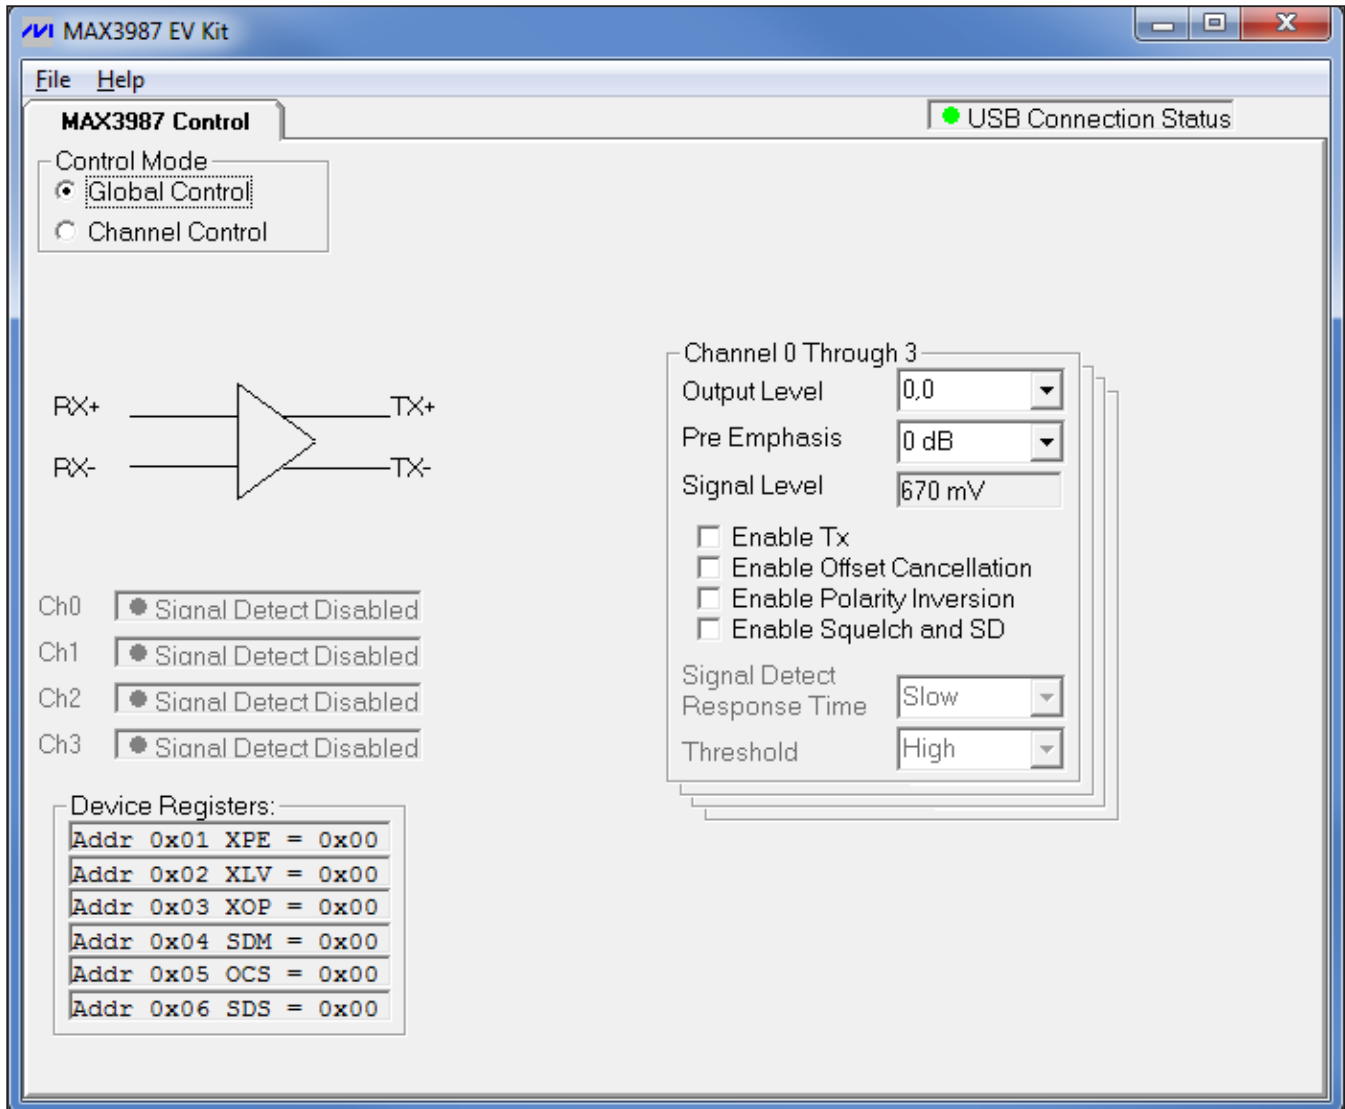 MAX3987 EV Kit
File Help
MAX3987 Control
USB Connection Status
Control Mode
Global Control
Channel Control
RX+
TX+
RX-
TX-
Channel 0 Through 3
Output Level 0,0
Pre Emphasis 0 dB
Signal Level 670 mV
Enable Tx
Enable Offset Cancellation
Enable Polarity Inversion
Enable Squelch and SD
Signal Detect
Response Time Slow
Threshold High
Ch0 Signal Detect Disabled
Ch1 Signal Detect Disabled
Ch2 Signal Detect Disabled
Ch3 Signal Detect Disabled
Device Registers:
Addr 0x01 XPE = 0x00
Addr 0x02 XLV = 0x00
Addr 0x03 XOP = 0x00
Addr 0x04 SDM = 0x00
Addr 0x05 OCS = 0x00
Addr 0x06 SDS = 0x00